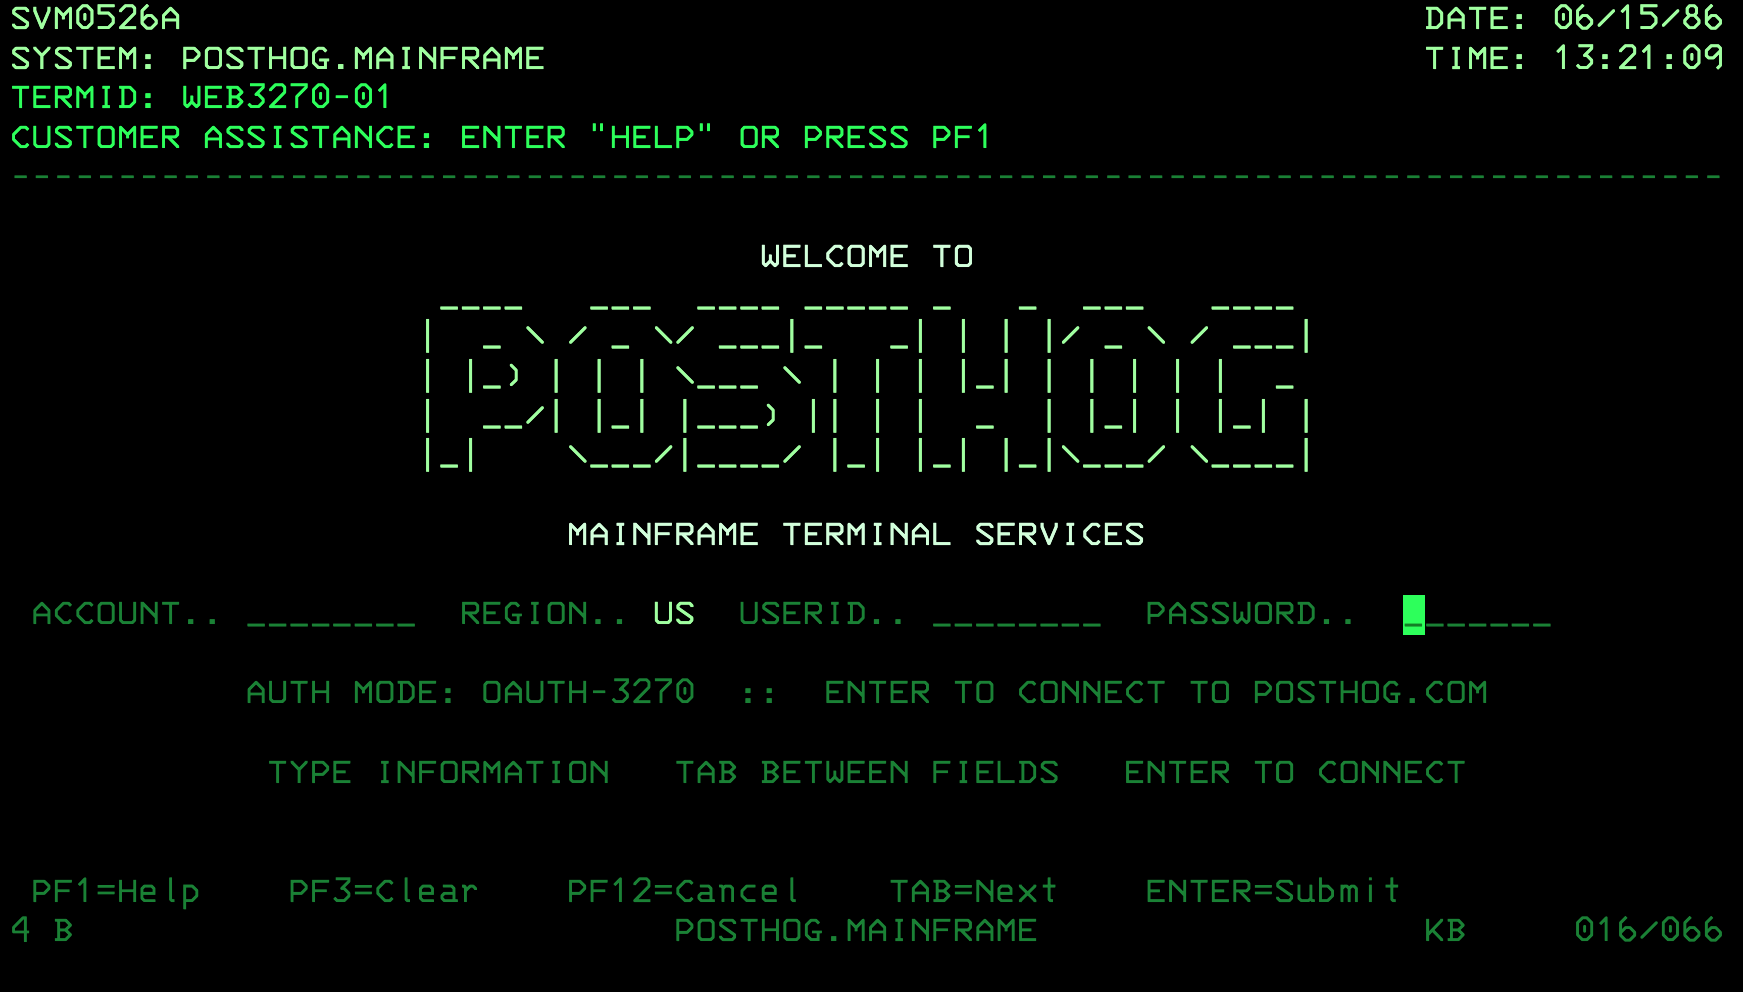 SVM0526A DATE: 06/15/86
SYSTEM: POSTHOG.MAINFRAME TIME: 13:21:09
TERMID: WEB3270-01
CUSTOMER ASSISTANCE: ENTER "HELP" OR PRESS PF1
WELCOME TO
POSTHOG
MAINFRAME TERMINAL SERVICES
ACCOUNT.. ________ REGION.. US USERID.. ________ PASSWORD.. _______
AUTH MODE: OAUTH-3270 :: ENTER TO CONNECT TO POSTHOG.COM
TYPE INFORMATION TAB BETWEEN FIELDS ENTER TO CONNECT
PF1=Help PF3=Clear PF12=Cancel TAB=Next ENTER=Submit
4 B POSTHOG.MAINFRAME KB 016/066